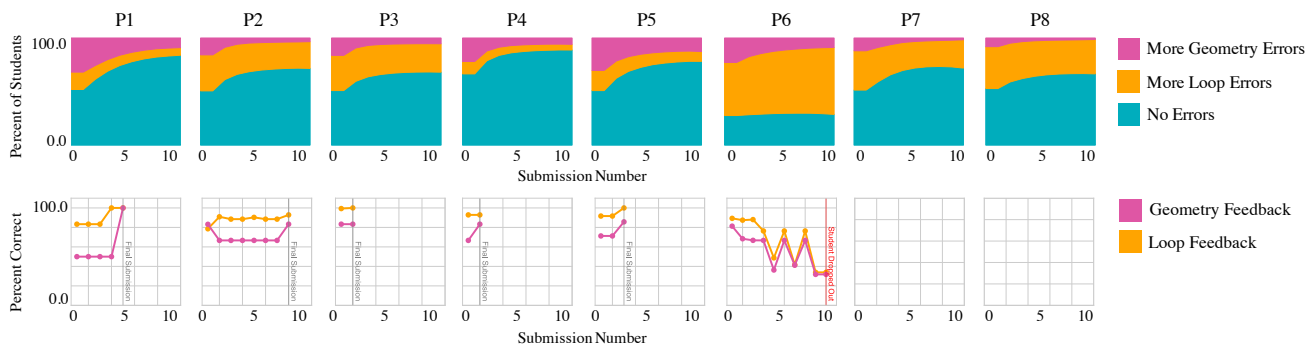 P1 P2 P3 P4 P5 P6 P7 P8
Percent of Students
100.0
0.0
0 5 10 0 5 10 0 5 10 0 5 10 0 5 10 0 5 10 0 5 10 0 5 10
Submission Number
More Geometry Errors
More Loop Errors
No Errors
Percent Correct
100.0
0.0
Final Submission
Final Submission
Final Submission
Final Submission
Final Submission
Student Dropped Out
0 5 10 0 5 10 0 5 10 0 5 10 0 5 10 0 5 10 0 5 10 0 5 10
Submission Number
Geometry Feedback
Loop Feedback